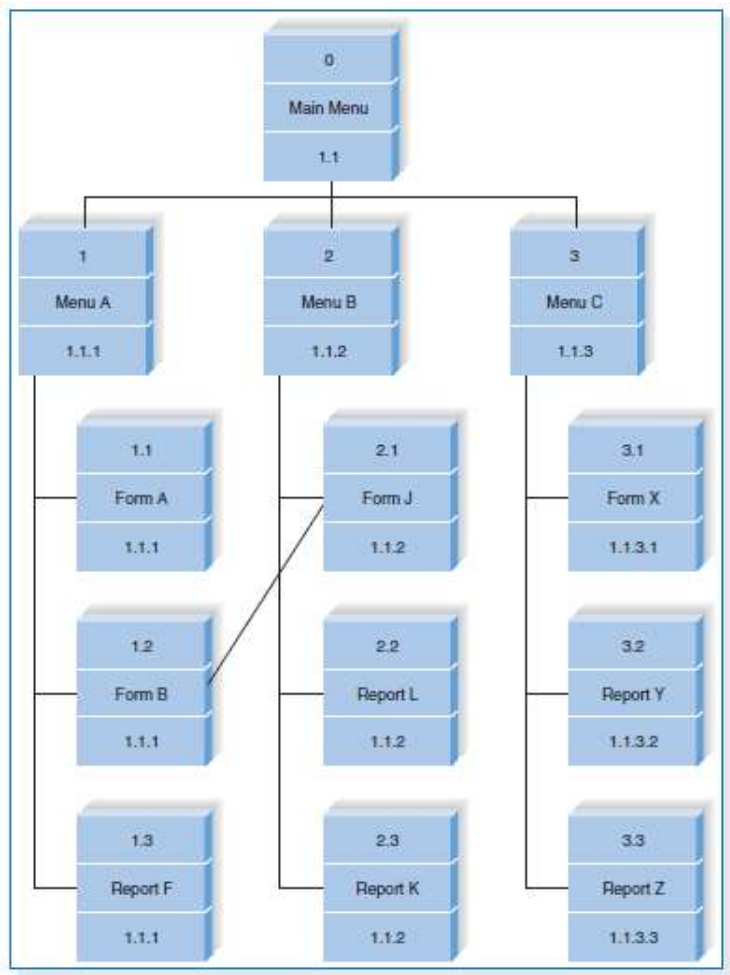 0
Main Menu
1.1
1
Menu A
1.1.1
2
Menu B
1.1.2
3
Menu C
1.1.3
1.1
Form A
1.1.1
2.1
Form J
1.1.2
3.1
Form X
1.1.3.1
1.2
Form B
1.1.1
2.2
Report L
1.1.2
3.2
Report Y
1.1.3.2
1.3
Report F
1.1.1
2.3
Report K
1.1.2
3.3
Report Z
1.1.3.3